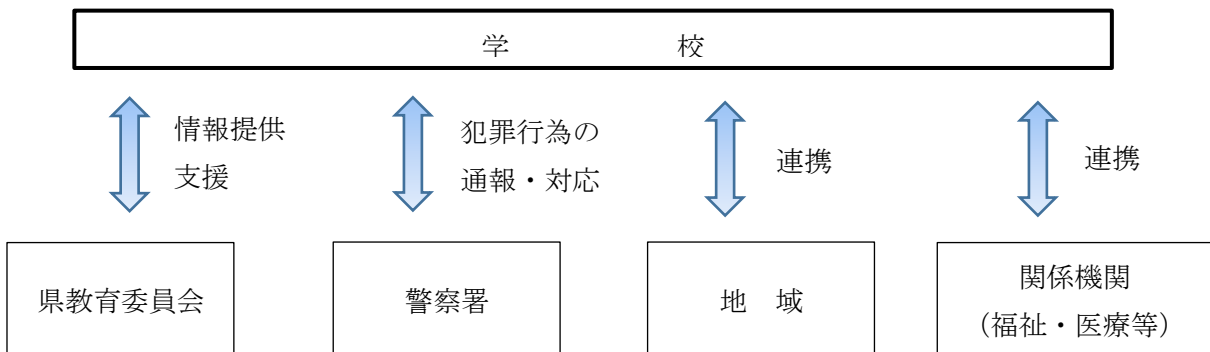 学　校
情報提供
支援
犯罪行為の
通報・対応
連携
連携
県教育委員会
警察署
地　域
関係機関
（福祉・医療等）